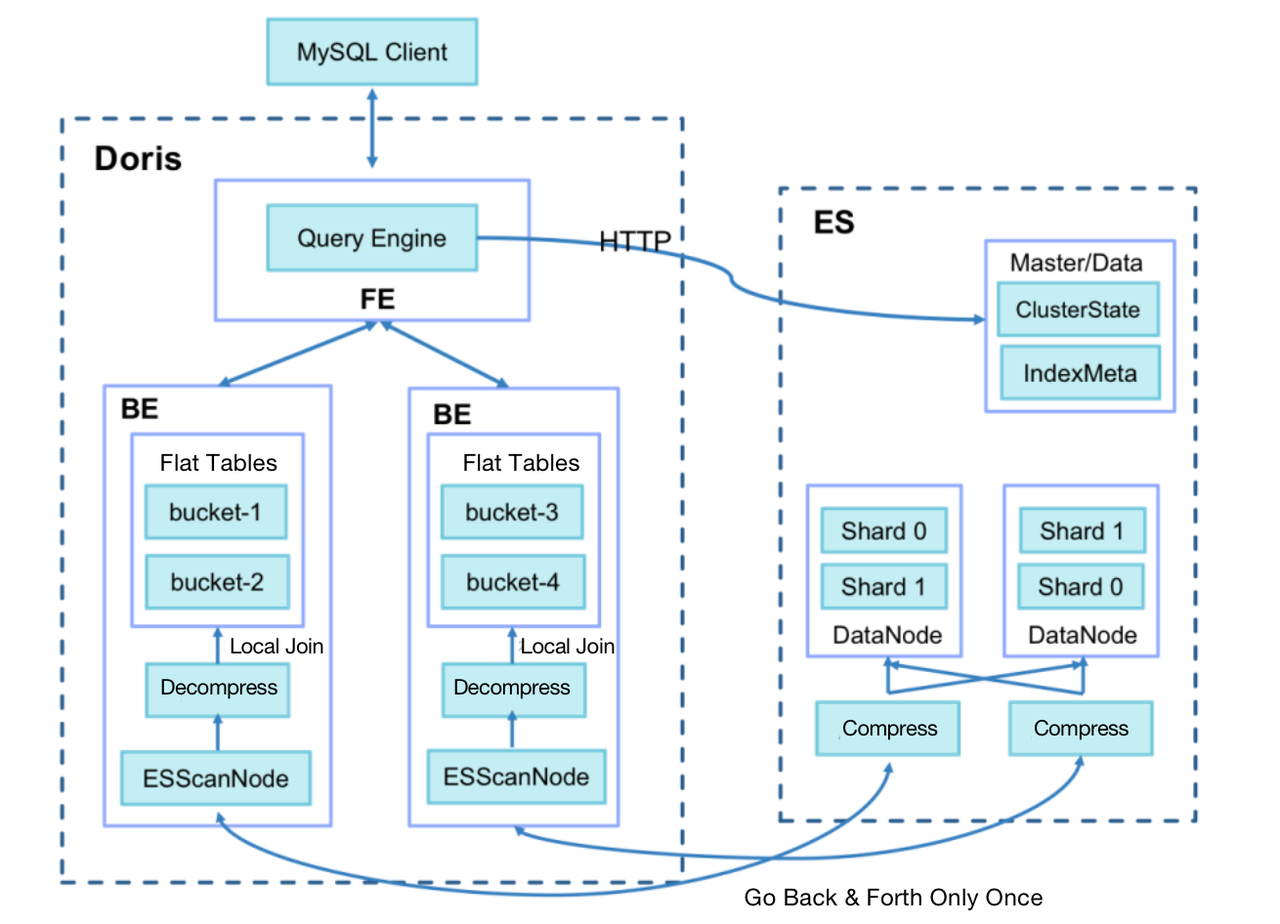 MySQL Client
Doris
Query Engine
HTTP
FE
ES
Master/Data
ClusterState
IndexMeta
BE
Flat Tables
bucket-1
bucket-2
Local Join
Decompress
ESScanNode
BE
Flat Tables
bucket-3
bucket-4
Local Join
Decompress
ESScanNode
Shard 0
Shard 1
DataNode
Compress
Shard 1
Shard 0
DataNode
Compress
Go Back & Forth Only Once